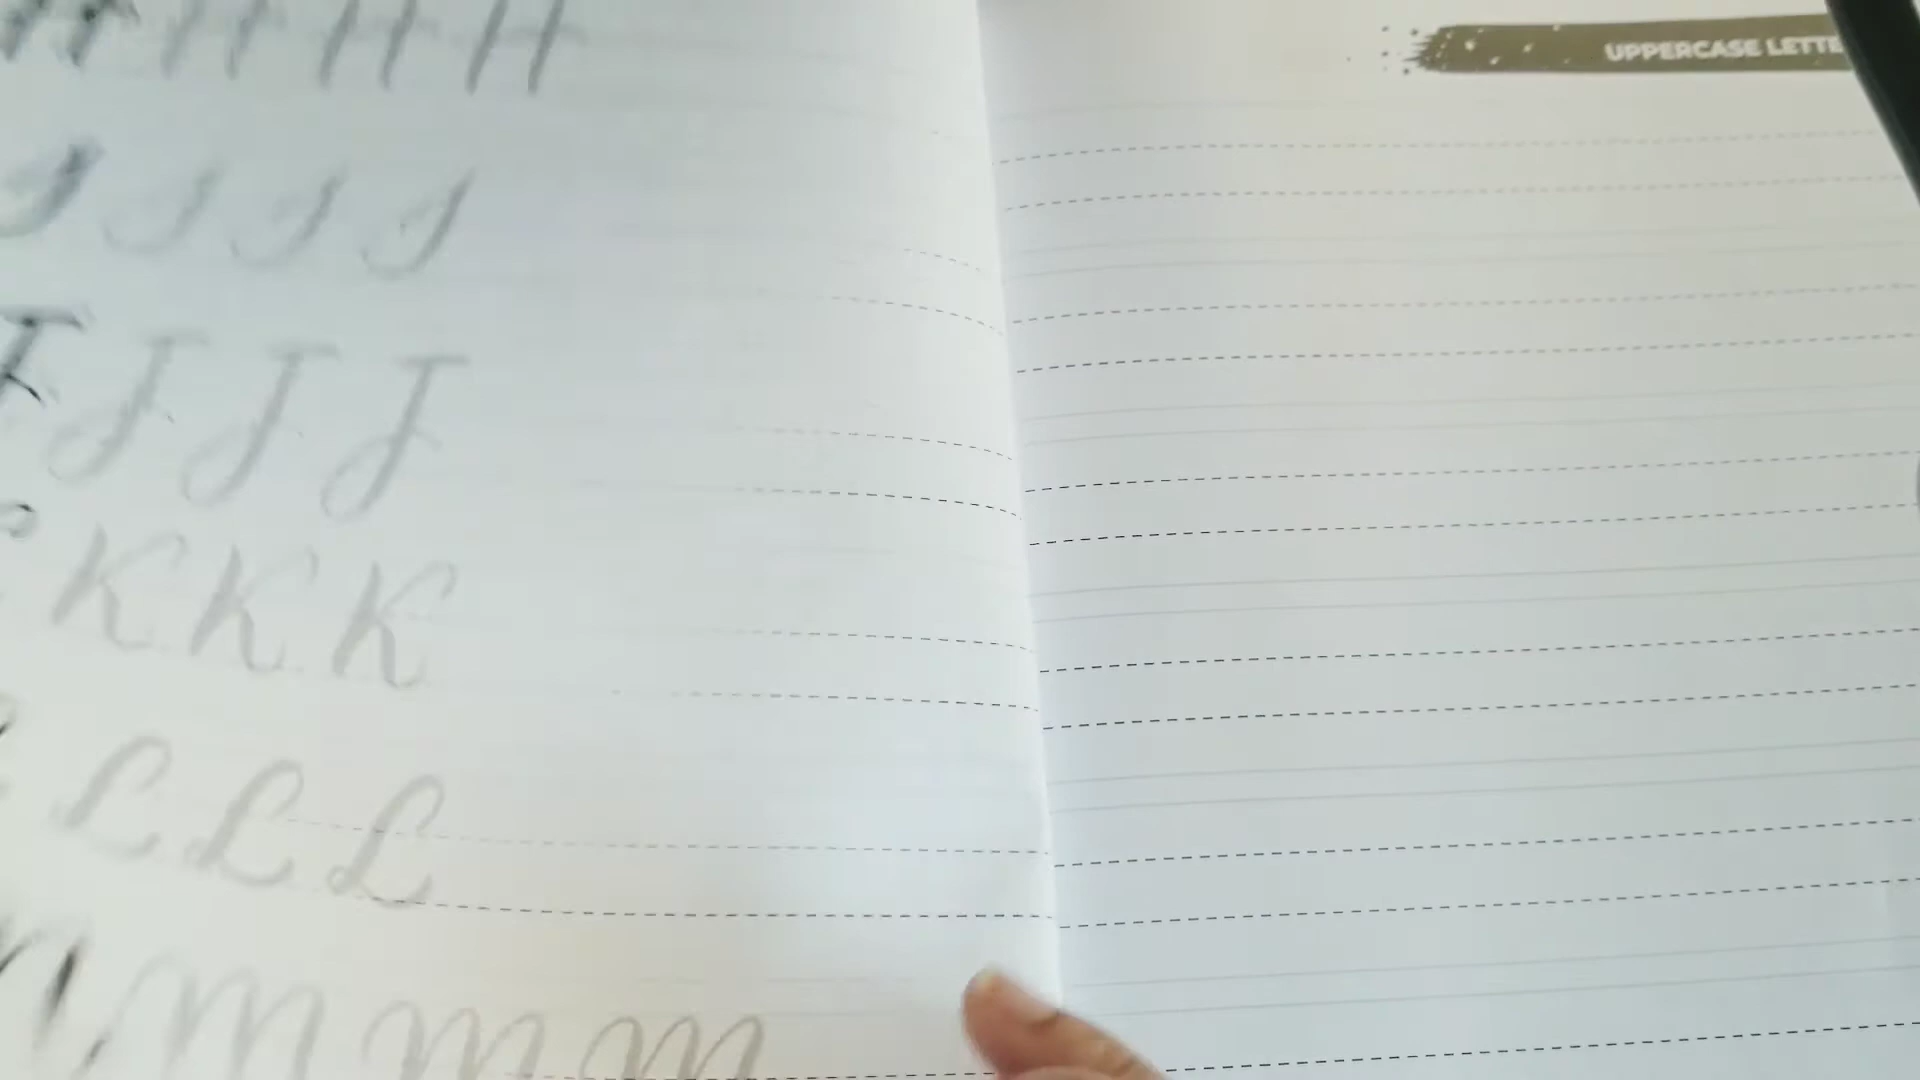 H H H H
I I I I
J J J J
K K K
L L L
M M M M
UPPERCASE LETTE